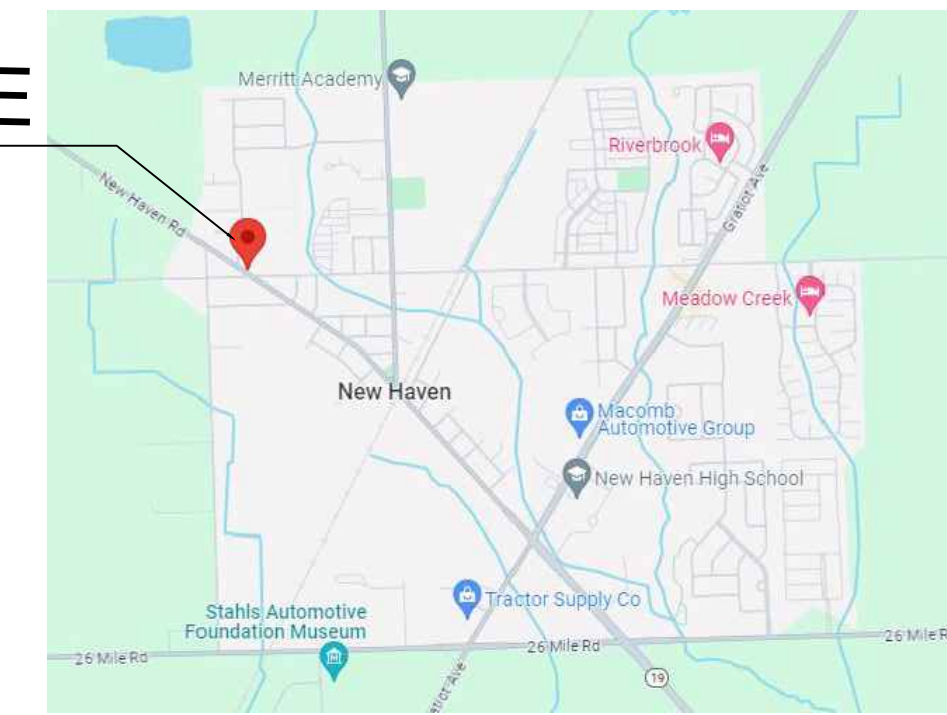 Merritt Academy
Riverbrook
New Haven Rd
Gratiot Ave
Meadow Creek
New Haven
Macomb
Automotive Group
New Haven High School
Tractor Supply Co
Stahls Automotive
Foundation Museum
26 Mile Rd
26 Mile Rd
26 Mile R
19
atiot Ave